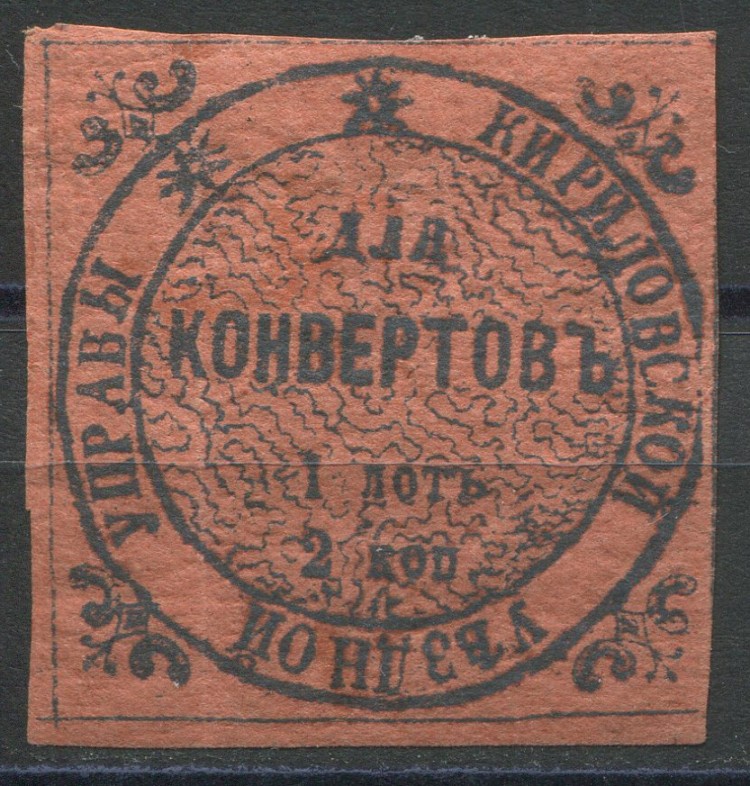 КИРИЛОВСКОЙ
УѢЗДНОЙ
УПРАВЫ
ДЛЯ
КОНВЕРТОВЪ
1 лотъ
2 коп